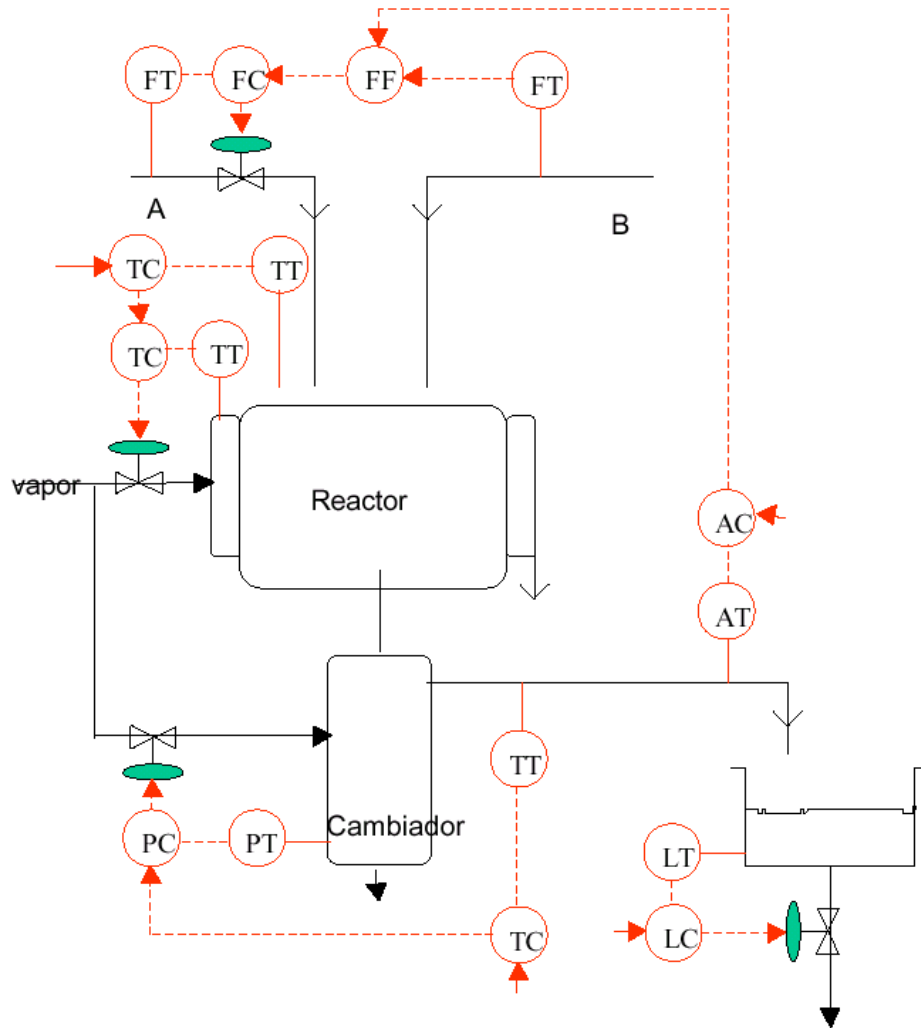 FT
FC
FF
FT
A
B
TC
TT
TC
TT
vapor
Reactor
AC
AT
TT
Cambiador
PC
PT
LT
TC
LC